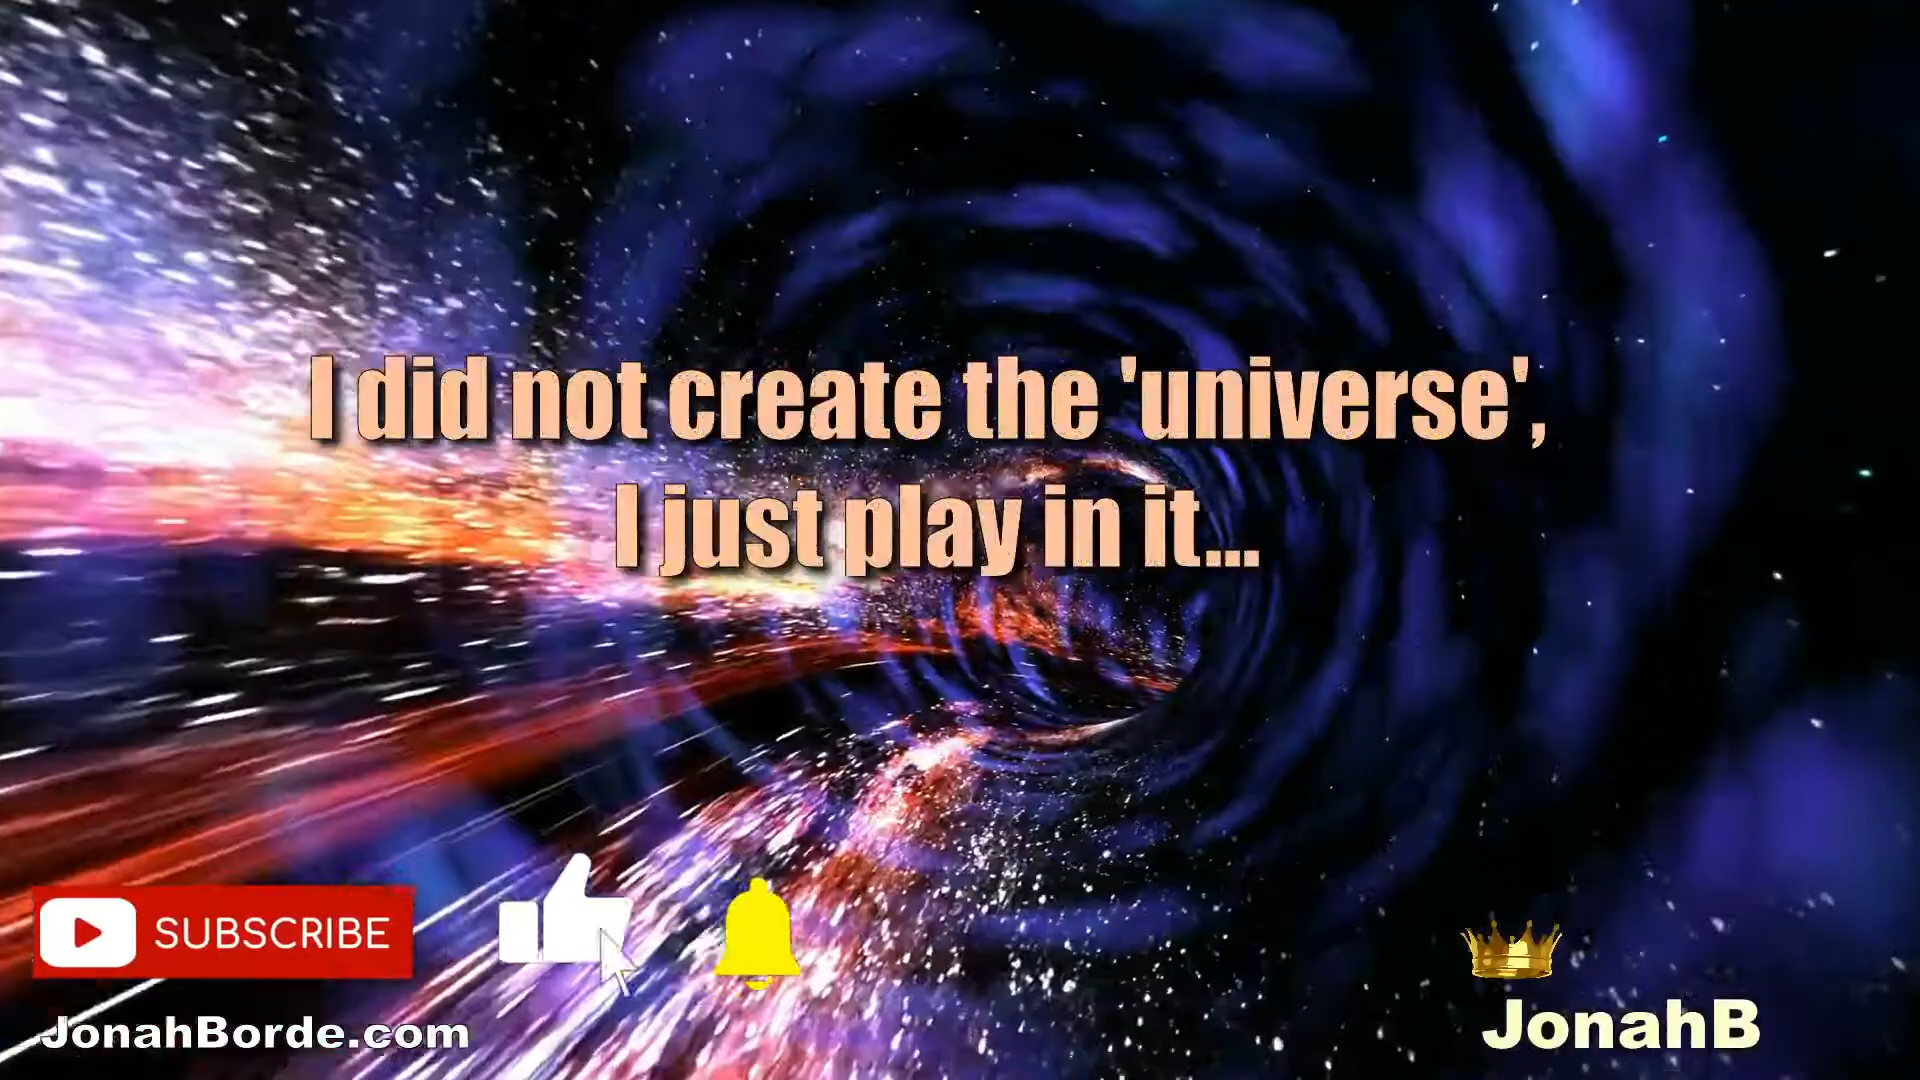 I did not create the 'universe',
I just play in it...
SUBSCRIBE
JonahBorde.com
JonahB